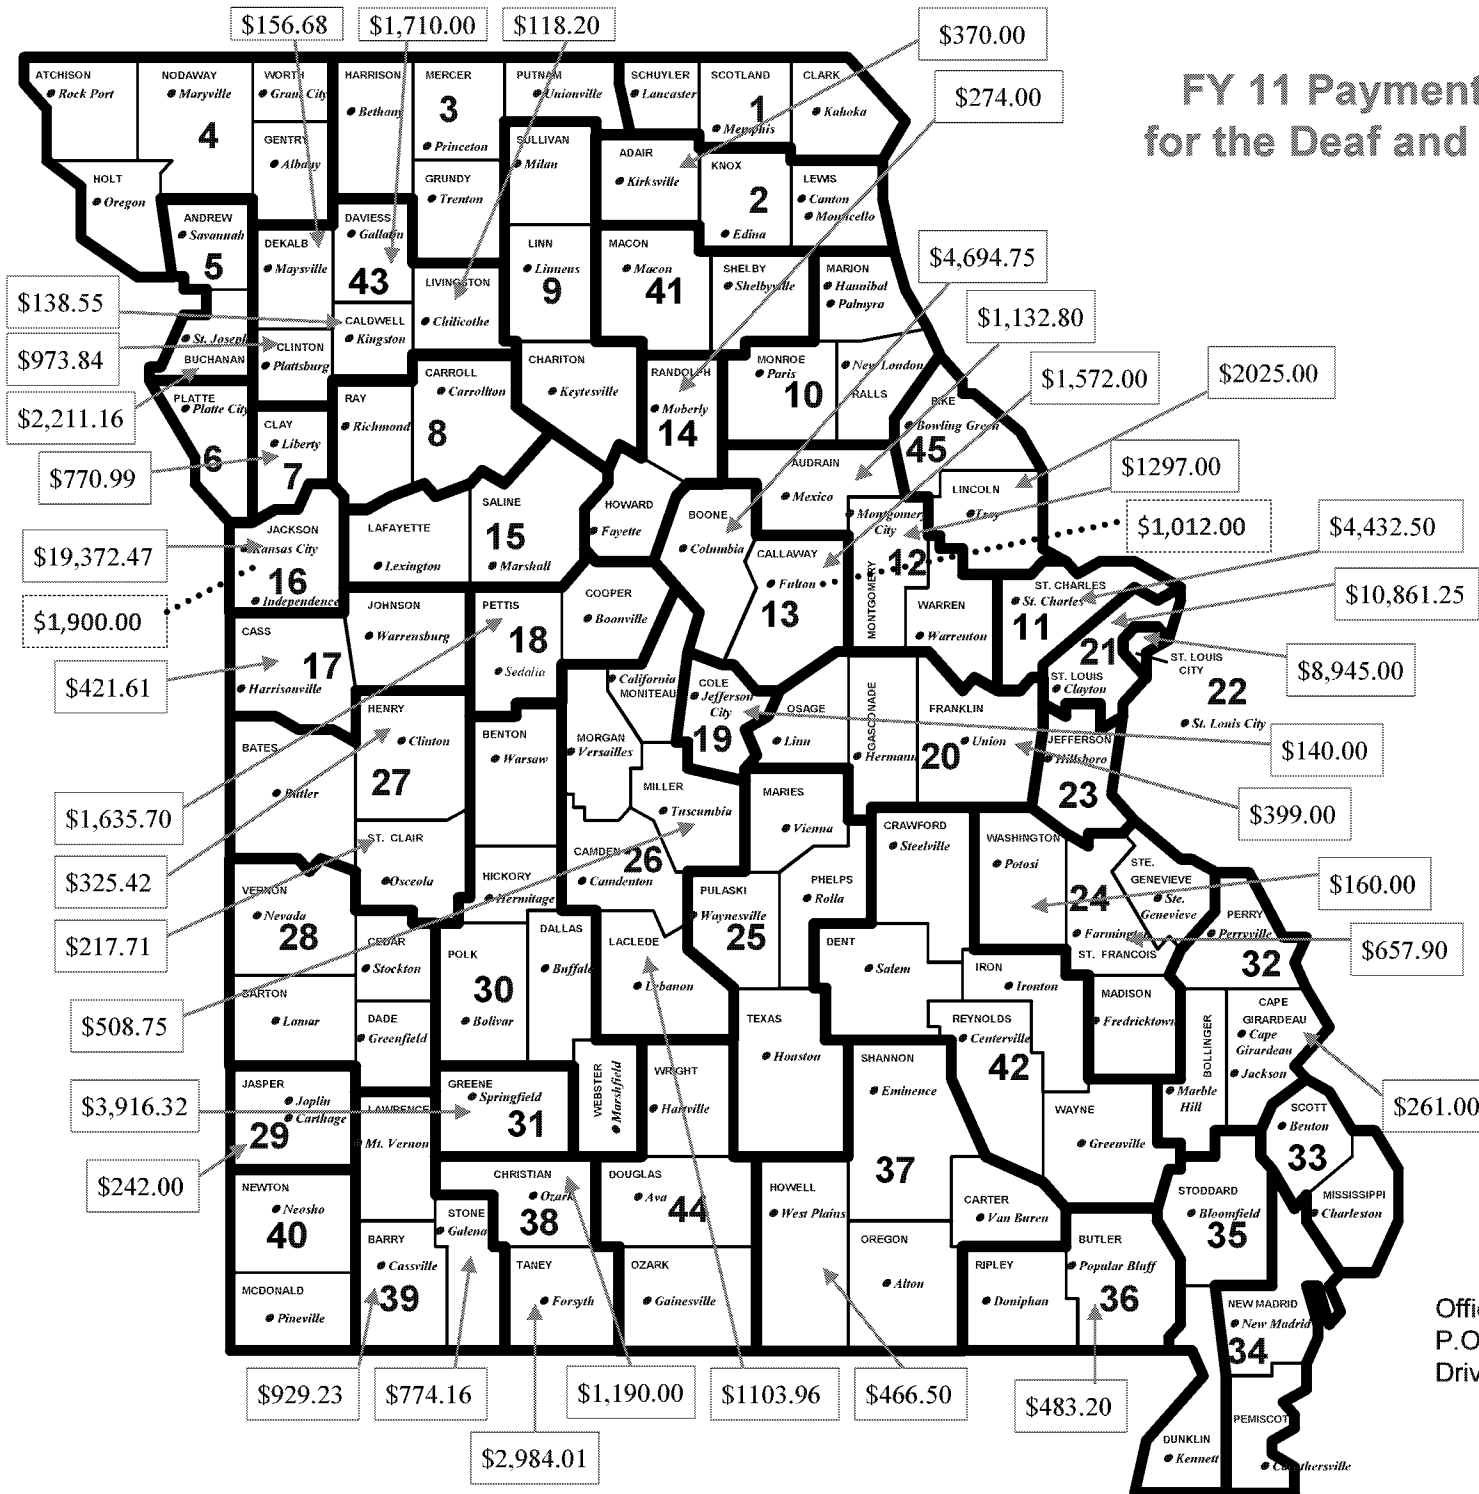 $156.68
$1,710.00
$118.20
$370.00
$274.00
FY 11 Payment
for the Deaf and
ATCHISON
Rock Port
NODAWAY
Maryville
4
WORTH
Grant City
HARRISON
Bethany
MERCER
3
Princeton
PUTNAM
Unionville
SCHUYLER
Lancaster
SCOTLAND
1
Memphis
CLARK
Kahoka
GENTRY
Albany
HOLT
Oregon
GRUNDY
Trenton
SULLIVAN
Milan
ADAIR
Kirksville
KNOX
2
Edina
LEWIS
Canton
Monticello
ANDREW
Savannah
5
DEKALB
Maysville
DAVIESS
Gallatin
43
LIVINGSTON
Chilicothe
LINN
Linneus
9
MACON
Macon
41
SHELBY
Shelbyville
MARION
Hannibal
Palmyra
$4,694.75
$138.55
$973.84
$2,211.16
$770.99
St. Joseph
BUCHANAN
CLINTON
Plattsburg
CALDWELL
Kingston
CARROLL
Carrollton
8
CHARITON
Keytesville
RANDOLPH
Moberly
14
MONROE
Paris
10
New London
RALLS
$1,132.80
$1,572.00
$2025.00
PLATTE
Platte City
6
CLAY
Liberty
7
RAY
Richmond
PIKE
Bowling Green
45
AUDRAIN
Mexico
LINCOLN
Troy
$1297.00
$1,012.00
$4,432.50
$10,861.25
$8,945.00
$19,372.47
$1,900.00
$421.61
JACKSON
Kansas City
16
Independence
LAFAYETTE
Lexington
SALINE
15
Marshall
HOWARD
Fayette
BOONE
Columbia
CALLAWAY
Fulton
13
Montgomery
City
12
MONTGOMERY
WARREN
Warrenton
ST. CHARLES
St. Charles
11
21
ST. LOUIS
Clayton
ST. LOUIS
CITY
22
St. Louis City
CASS
17
Harrisonville
JOHNSON
Warrensburg
PETTIS
18
Sedalia
COOPER
Boonville
California
MONITEAU
COLE
Jefferson
City
19
OSAGE
Linn
GASCONADE
Hermann
FRANKLIN
Union
20
JEFFERSON
Hillsboro
23
$140.00
$399.00
BATES
Butler
HENRY
Clinton
27
BENTON
Warsaw
MORGAN
Versailles
MILLER
Tuscumbia
MARIES
Vienna
CRAWFORD
Steelville
WASHINGTON
Potosi
$1,635.70
$325.42
$217.71
$508.75
ST. CLAIR
Osceola
HICKORY
Hermitage
CAMDEN
26
Camdenton
PULASKI
Waynesville
25
PHELPS
Rolla
24
Farmington
ST. FRANCOIS
STE.
GENEVIEVE
Ste.
Genevieve
PERRY
Perryville
32
$160.00
$657.90
VERNON
Nevada
28
CEDAR
Stockton
POLK
30
Bolivar
DALLAS
Buffalo
LACLEDE
Lebanon
DENT
Salem
IRON
Ironton
MADISON
Fredricktown
BOLLINGER
CAPE
GIRARDEAU
Cape
Girardeau
Jackson
BARTON
Lamar
DADE
Greenfield
TEXAS
Houston
REYNOLDS
Centerville
42
Marble
Hill
$3,916.32
$242.00
JASPER
Joplin
Carthage
29
LAWRENCE
Mt. Vernon
GREENE
Springfield
31
WEBSTER
Marshfield
WRIGHT
Hartville
SHANNON
Eminence
37
WAYNE
Greenville
SCOTT
Benton
33
$261.00
NEWTON
Neosho
40
CHRISTIAN
Ozark
38
DOUGLAS
Ava
44
HOWELL
West Plains
CARTER
Van Buren
STODDARD
Bloomfield
35
MISSISSIPPI
Charleston
STONE
Galena
BARRY
Cassville
39
MCDONALD
Pineville
TANEY
Forsyth
OZARK
Gainesville
OREGON
Alton
RIPLEY
Doniphan
BUTLER
Popular Bluff
36
NEW MADRID
New Madrid
34
PEMISCOT
DUNKLIN
Kennett
Caruthersville
$929.23
$774.16
$1,190.00
$1103.96
$466.50
$483.20
$2,984.01
Offi
P.O
Driv